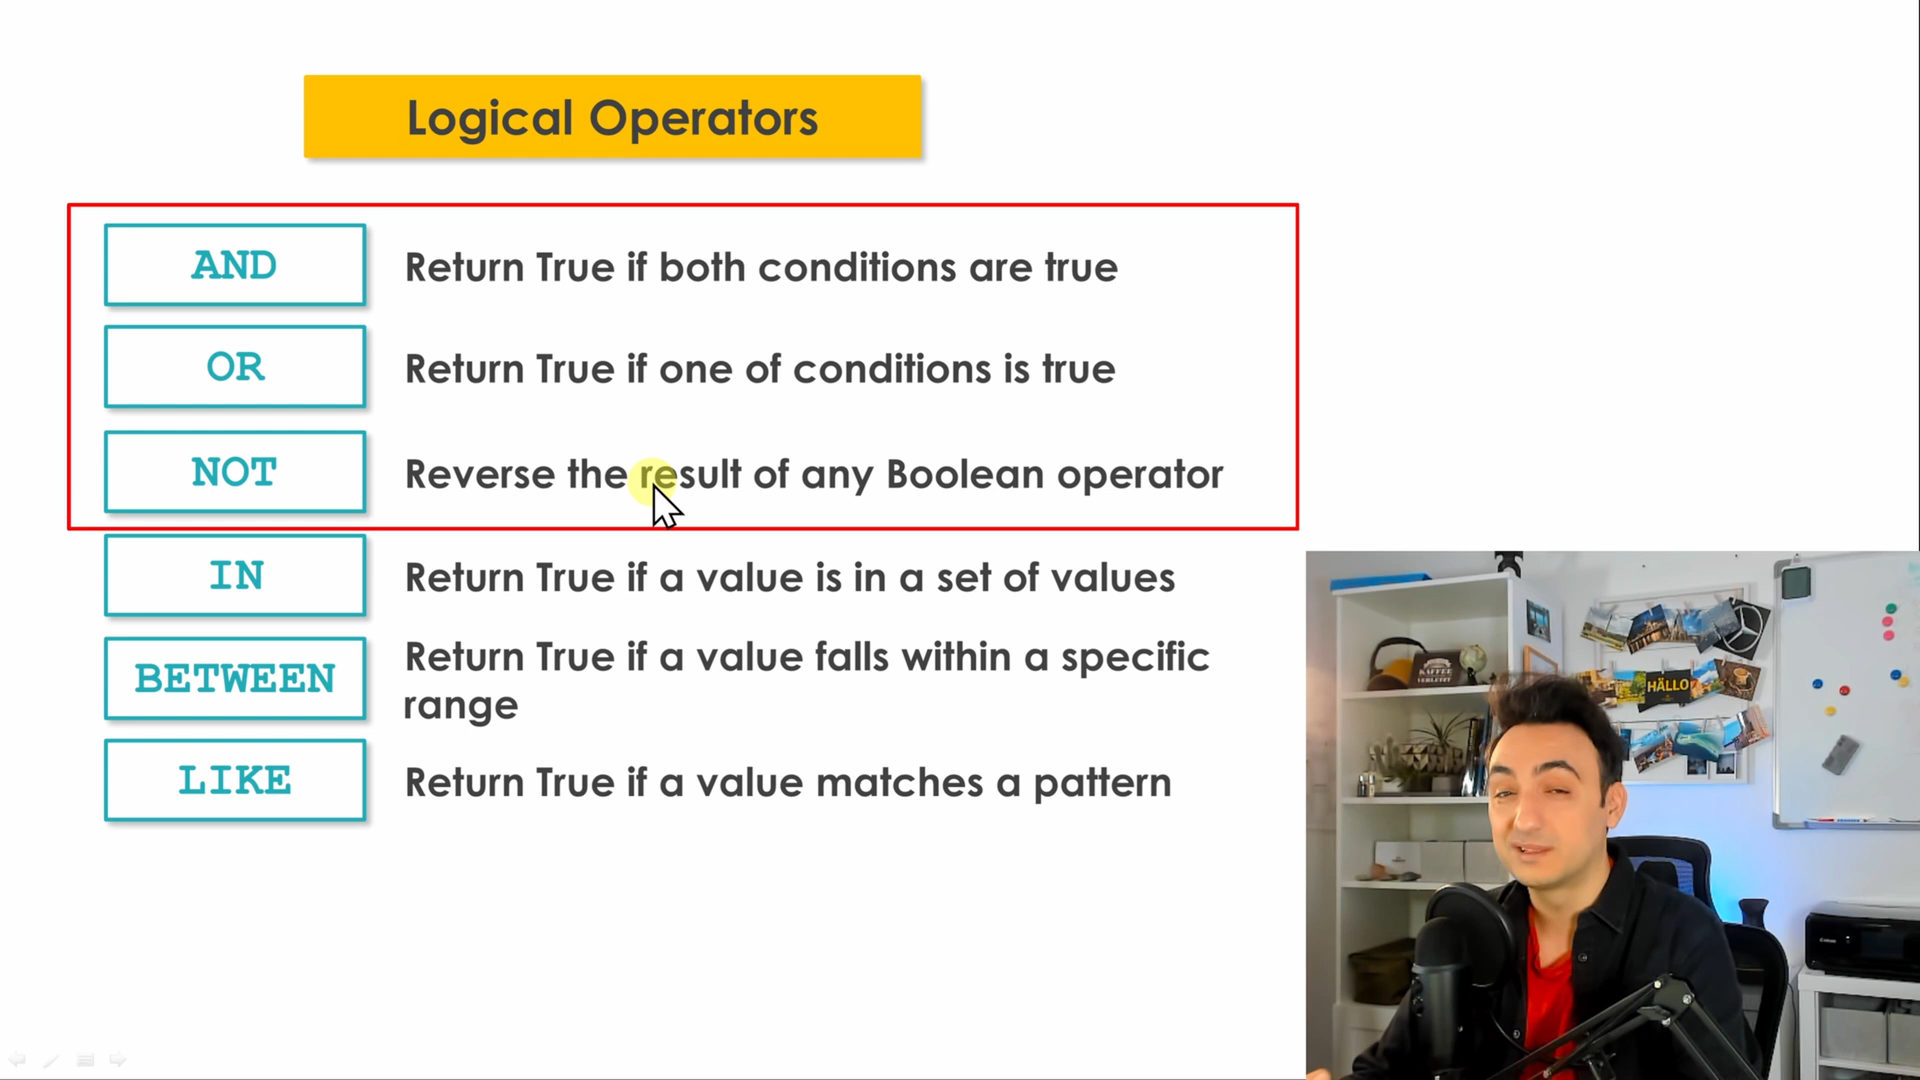 Logical Operators
AND
Return True if both conditions are true
OR
Return True if one of conditions is true
NOT
Reverse the result of any Boolean operator
IN
Return True if a value is in a set of values
BETWEEN
Return True if a value falls within a specific
range
LIKE
Return True if a value matches a pattern
KAFFEE
HÄLLO
Canon